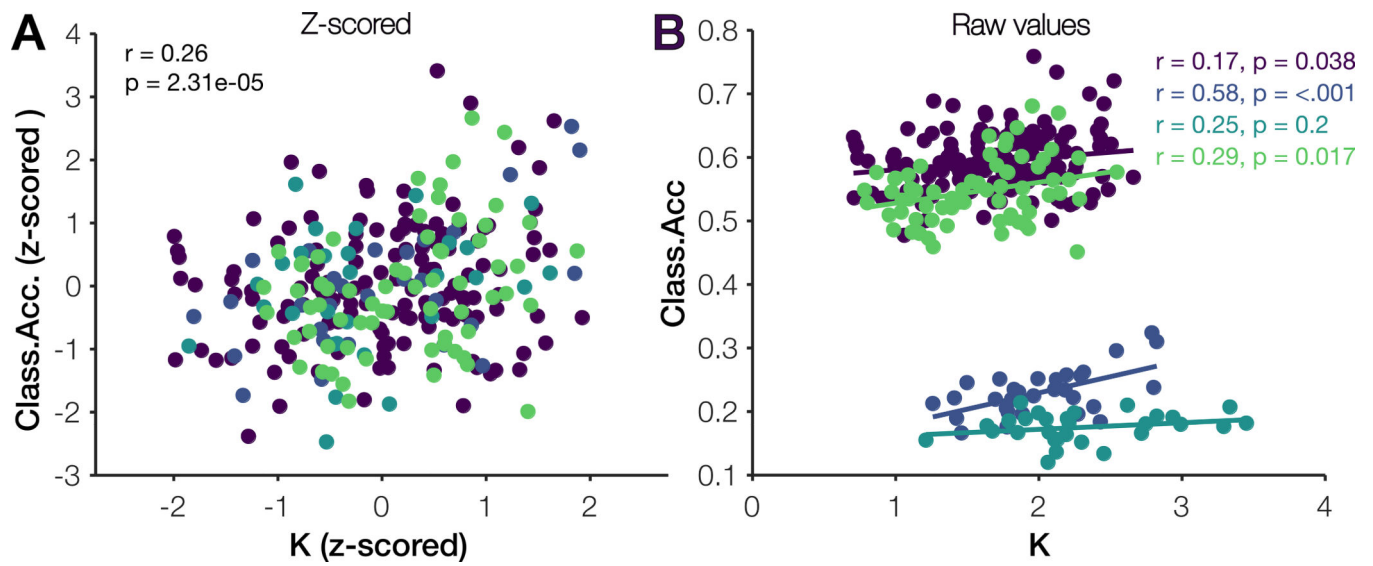 A
Z-scored
r = 0.26
p = 2.31e-05
4
3
2
1
0
-1
-2
-3
Class.Acc. (z-scored )
-2
-1
0
1
2
K (z-scored)
B
Raw values
r = 0.17, p = 0.038
r = 0.58, p = <.001
r = 0.25, p = 0.2
r = 0.29, p = 0.017
0.8
0.7
0.6
0.5
0.4
0.3
0.2
0.1
Class.Acc
0
1
2
3
4
K